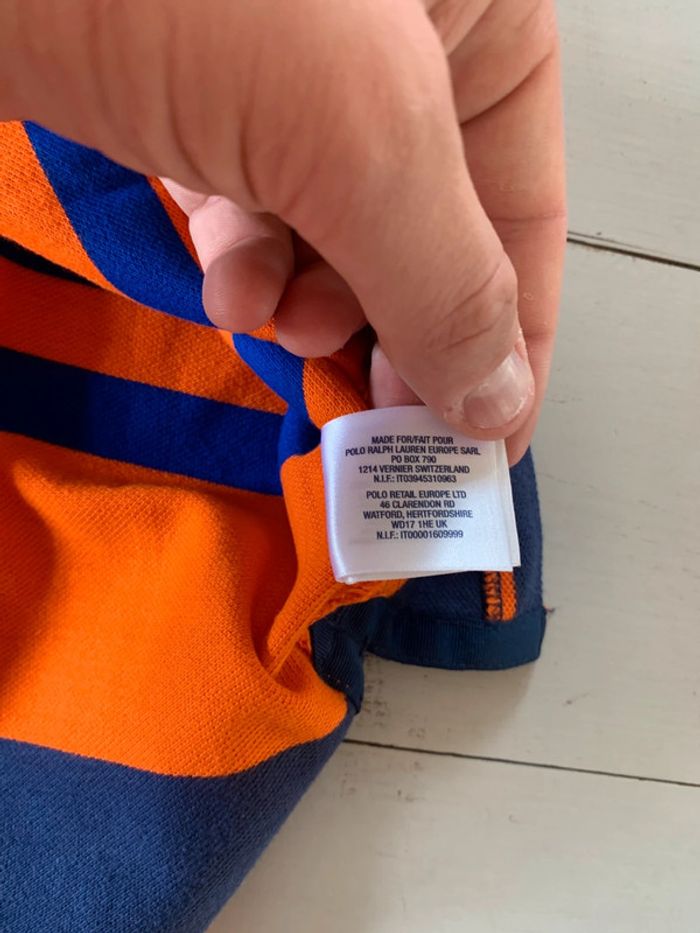 MADE FOR/FAIT POUR
POLO RALPH LAUREN EUROPE SARL
PO BOX 790
1214 VERNIER SWITZERLAND
N.I.F.: IT03945310963
POLO RETAIL EUROPE LTD
46 CLARENDON RD
WATFORD, HERTFORDSHIRE
WD17 1HE UK
N.I.F.: IT00001609999